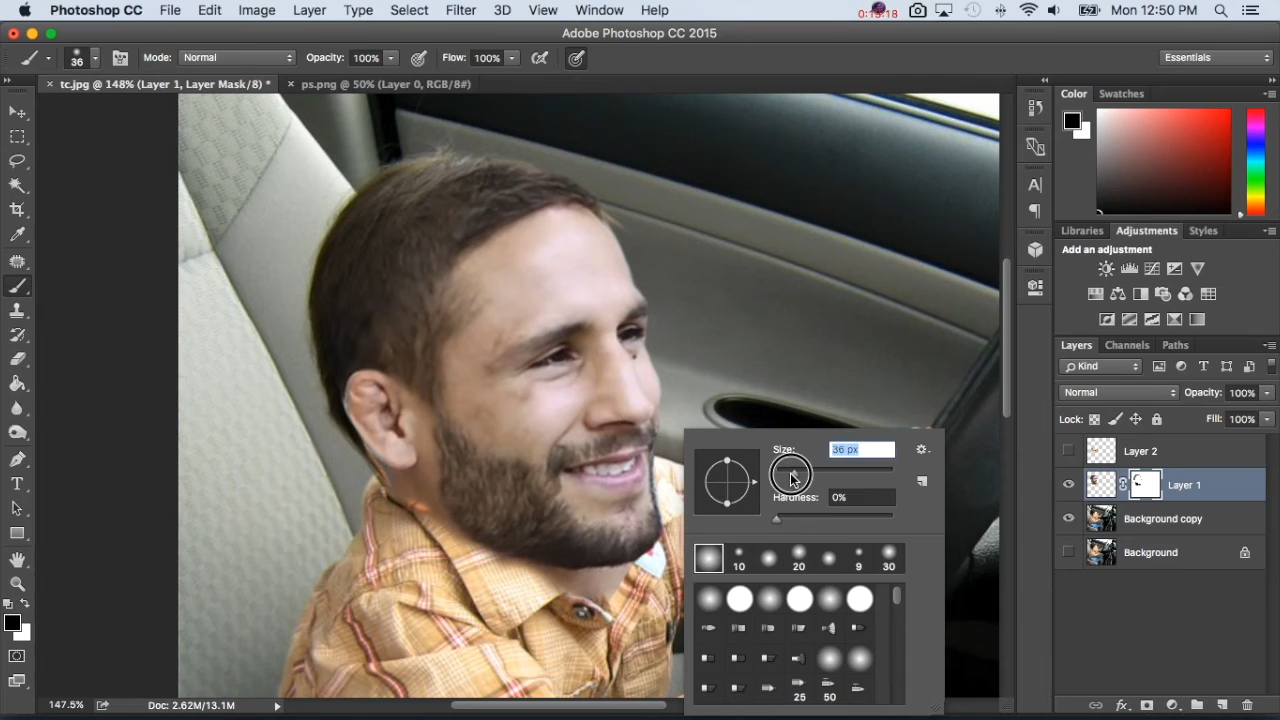 Photoshop CC File Edit Image Layer Type Select Filter 3D View Window Help Mon 12:50 PM
Adobe Photoshop CC 2015
36 Mode: Normal Opacity: 100% Flow: 100% Essentials
× tc.jpg @ 148% (Layer 1, Layer Mask/8) * × ps.png @ 50% (Layer 0, RGB/8#)
Color Swatches
Libraries Adjustments Styles
Add an adjustment
Layers Channels Paths
Kind
Normal Opacity: 100%
Lock: Fill: 100%
Layer 2
Layer 1
Background copy
Background
Size: 36 px
Hardness: 0%
10 20 9 30
25 50
147.5% Doc: 2.62M/13.1M